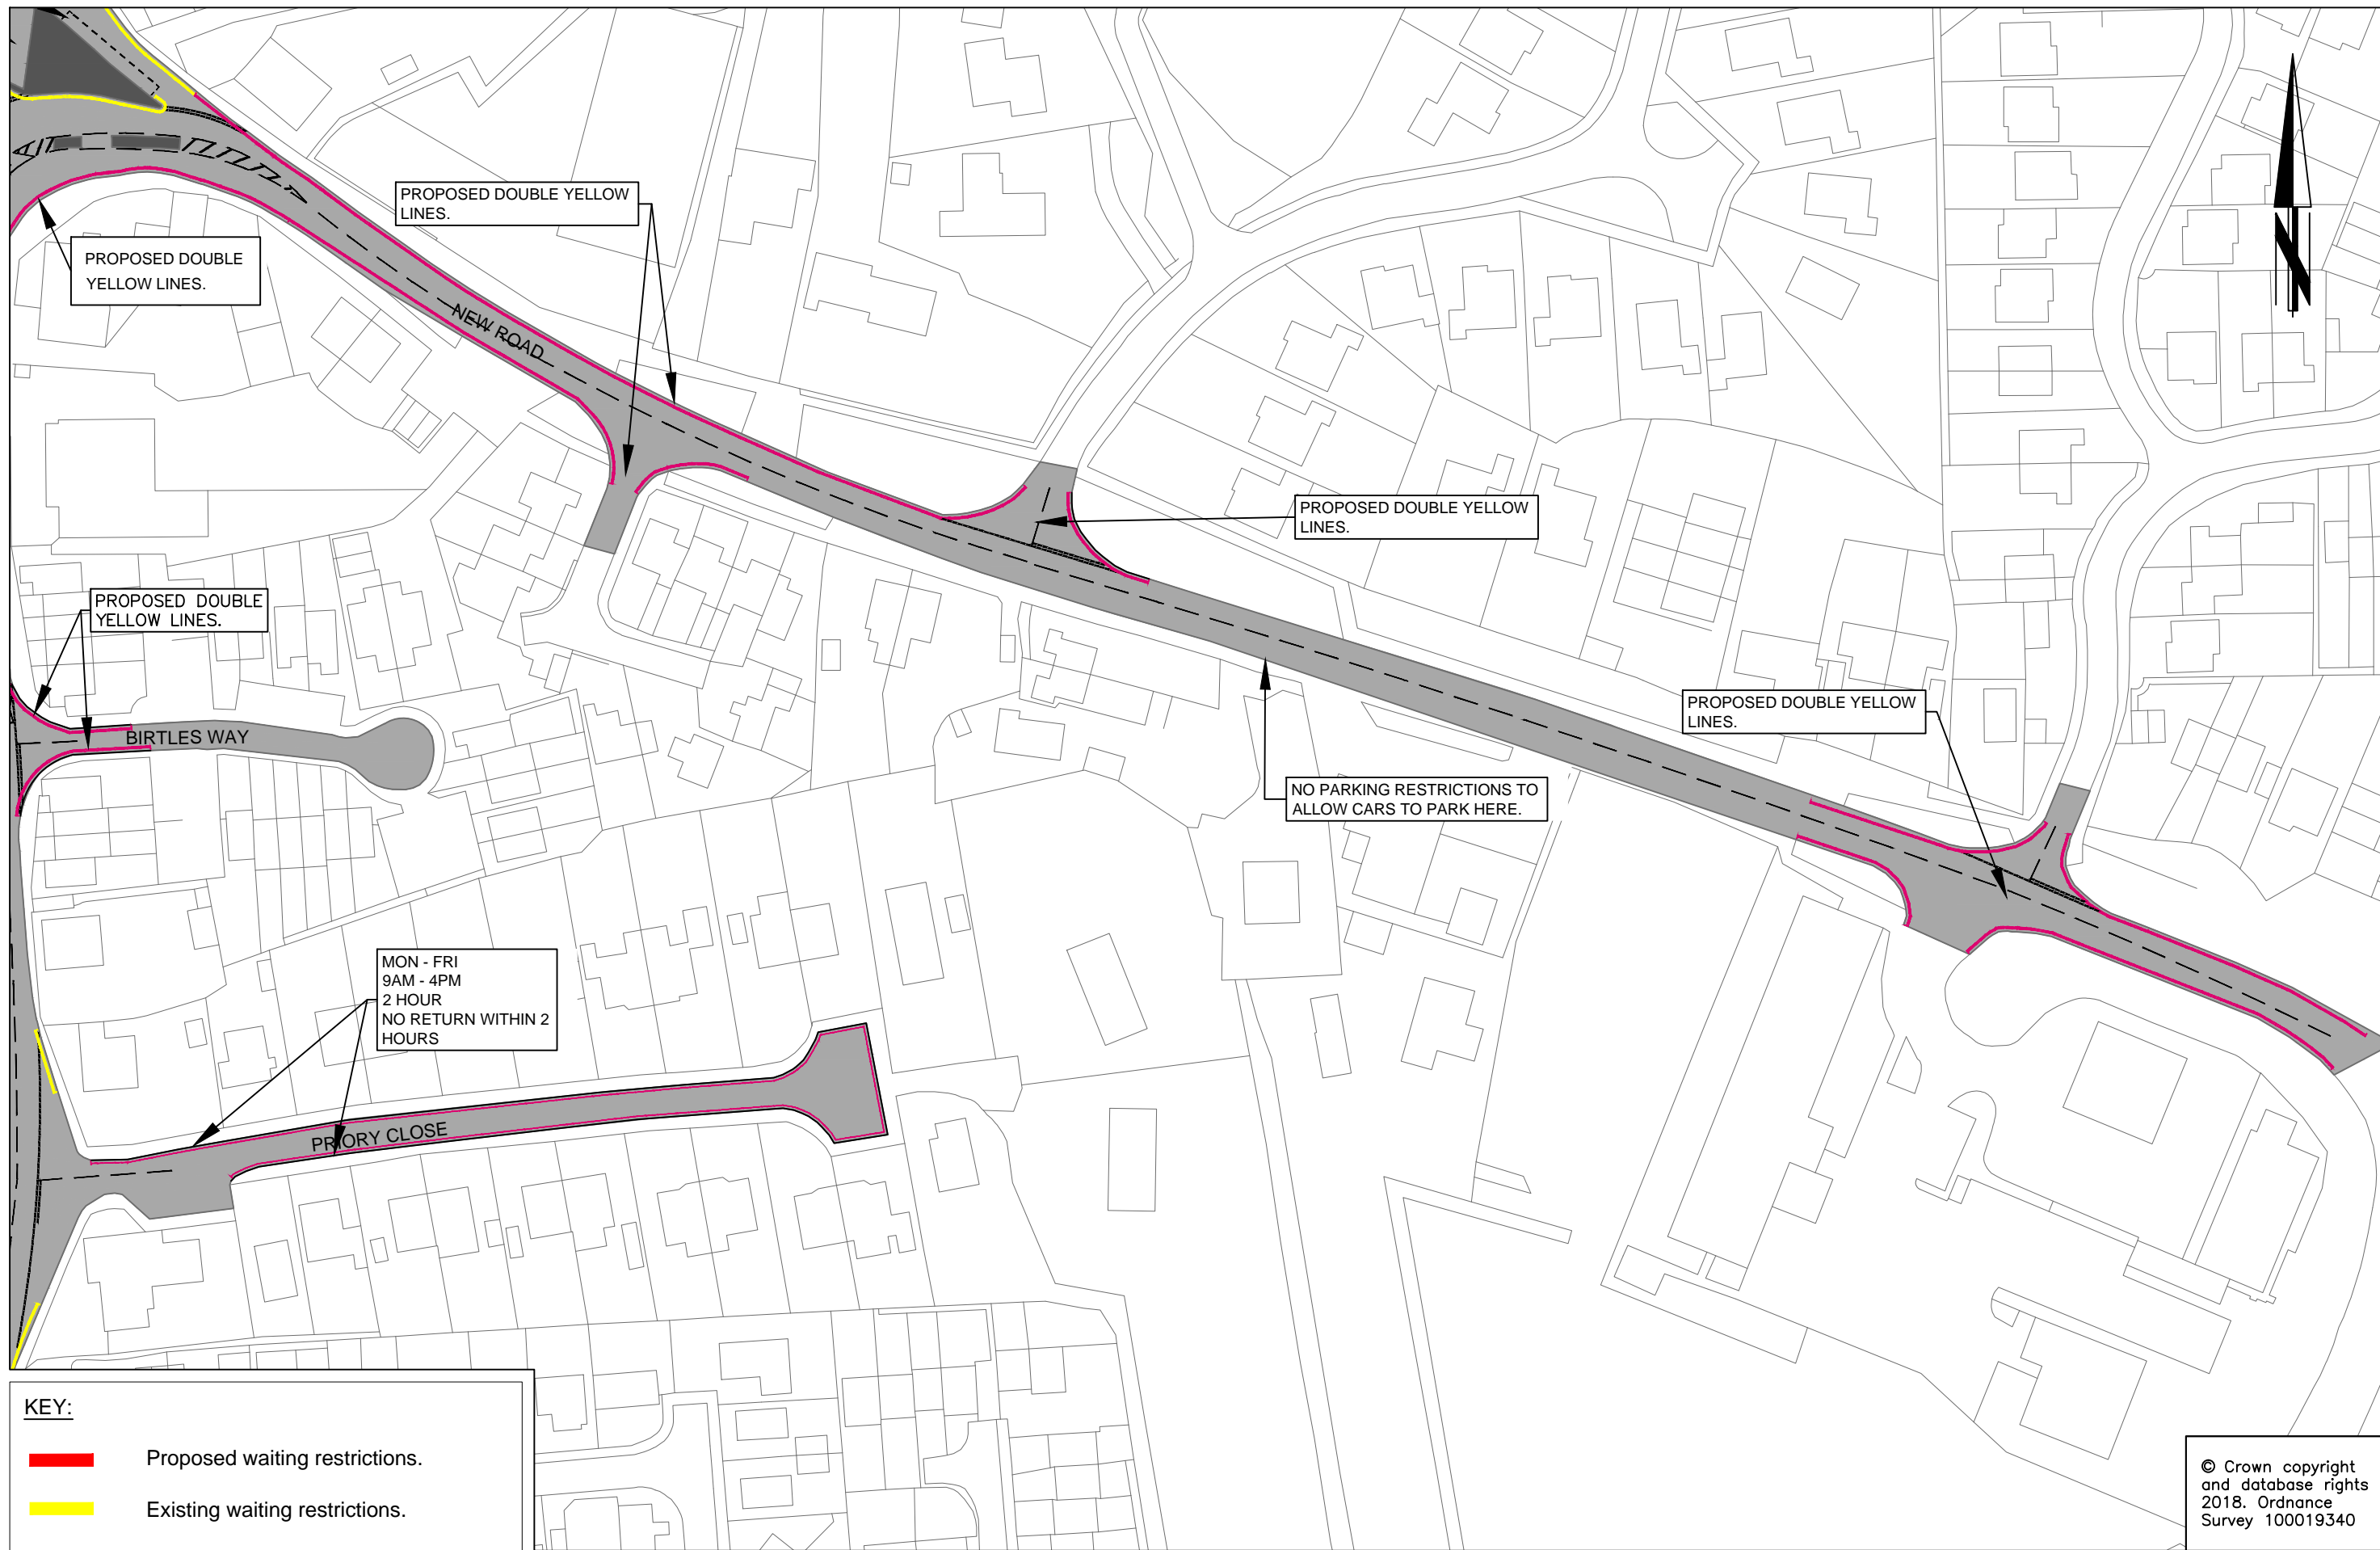 PROPOSED DOUBLE YELLOW
LINES.
PROPOSED DOUBLE
YELLOW LINES.
NEW ROAD
PROPOSED DOUBLE YELLOW
LINES.
PROPOSED DOUBLE
YELLOW LINES.
BIRTLES WAY
PROPOSED DOUBLE YELLOW
LINES.
NO PARKING RESTRICTIONS TO
ALLOW CARS TO PARK HERE.
MON - FRI
9AM - 4PM
2 HOUR
NO RETURN WITHIN 2
HOURS
PRIORY CLOSE
N
KEY:
Proposed waiting restrictions.
Existing waiting restrictions.
© Crown copyright
and database rights
2018. Ordnance
Survey 100019340